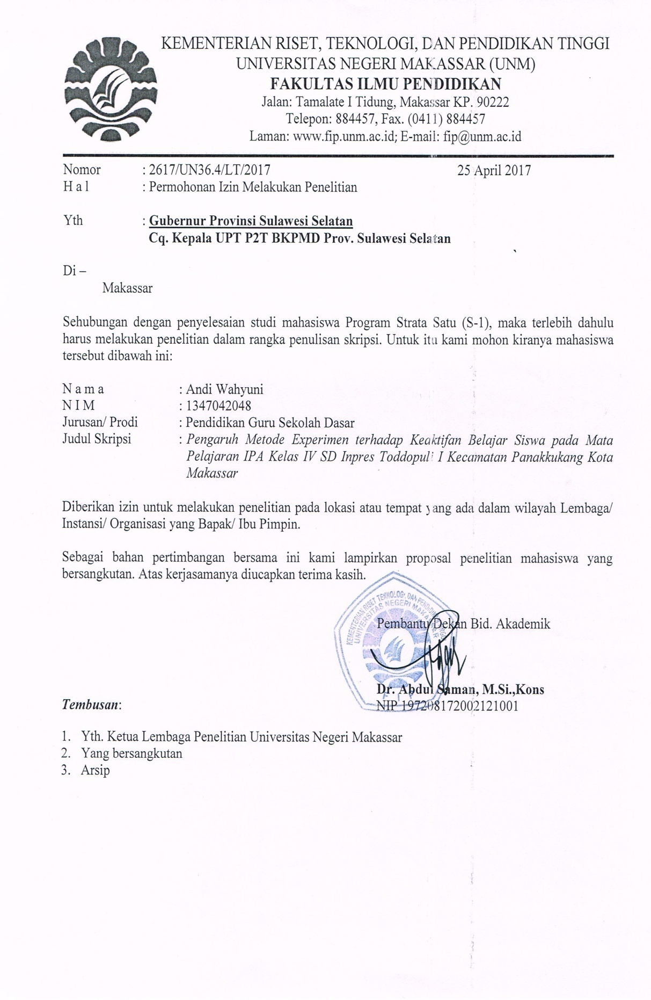 KEMENTERIAN RISET, TEKNOLOGI, DAN PENDIDIKAN TINGGI
UNIVERSITAS NEGERI MAKASSAR (UNM)
FAKULTAS ILMU PENDIDIKAN
Jalan: Tamalate I Tidung, Makassar KP. 90222
Telepon: 884457, Fax. (0411) 884457
Laman: www.fip.unm.ac.id; E-mail: fip@unm.ac.id
Nomor : 2617/UN36.4/LT/2017 25 April 2017
H a l : Permohonan Izin Melakukan Penelitian
Yth : Gubernur Provinsi Sulawesi Selatan
Cq. Kepala UPT P2T BKPMD Prov. Sulawesi Selatan
Di –
Makassar
Sehubungan dengan penyelesaian studi mahasiswa Program Strata Satu (S-1), maka terlebih dahulu
harus melakukan penelitian dalam rangka penulisan skripsi. Untuk itu kami mohon kiranya mahasiswa
tersebut dibawah ini:
N a m a : Andi Wahyuni
N I M : 1347042048
Jurusan/ Prodi : Pendidikan Guru Sekolah Dasar
Judul Skripsi : Pengaruh Metode Experimen terhadap Keaktifan Belajar Siswa pada Mata
Pelajaran IPA Kelas IV SD Inpres Toddopuli I Kecamatan Panakkukang Kota
Makassar
Diberikan izin untuk melakukan penelitian pada lokasi atau tempat yang ada dalam wilayah Lembaga/
Instansi/ Organisasi yang Bapak/ Ibu Pimpin.
Sebagai bahan pertimbangan bersama ini kami lampirkan proposal penelitian mahasiswa yang
bersangkutan. Atas kerjasamanya diucapkan terima kasih.
KEMENTERIAN RISET TEKNOLOGI, DAN PENDIDIKAN TINGGI
UNIVERSITAS NEGERI MAKASSAR
Pembantu Dekan Bid. Akademik
F I P
Dr. Abdul Saman, M.Si.,Kons
Tembusan: NIP 197208172002121001
1. Yth. Ketua Lembaga Penelitian Universitas Negeri Makassar
2. Yang bersangkutan
3. Arsip